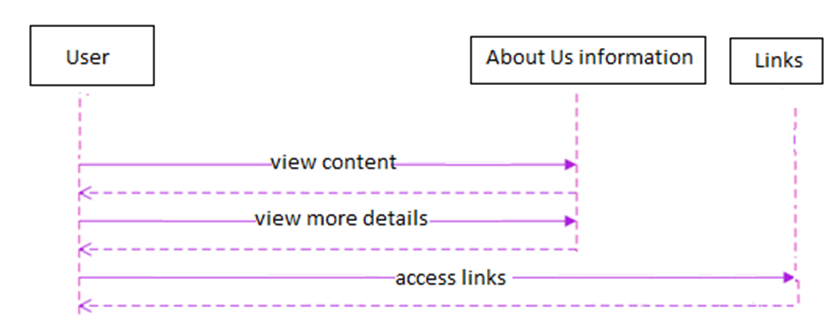 User
About Us information
Links
view content
view more details
access links